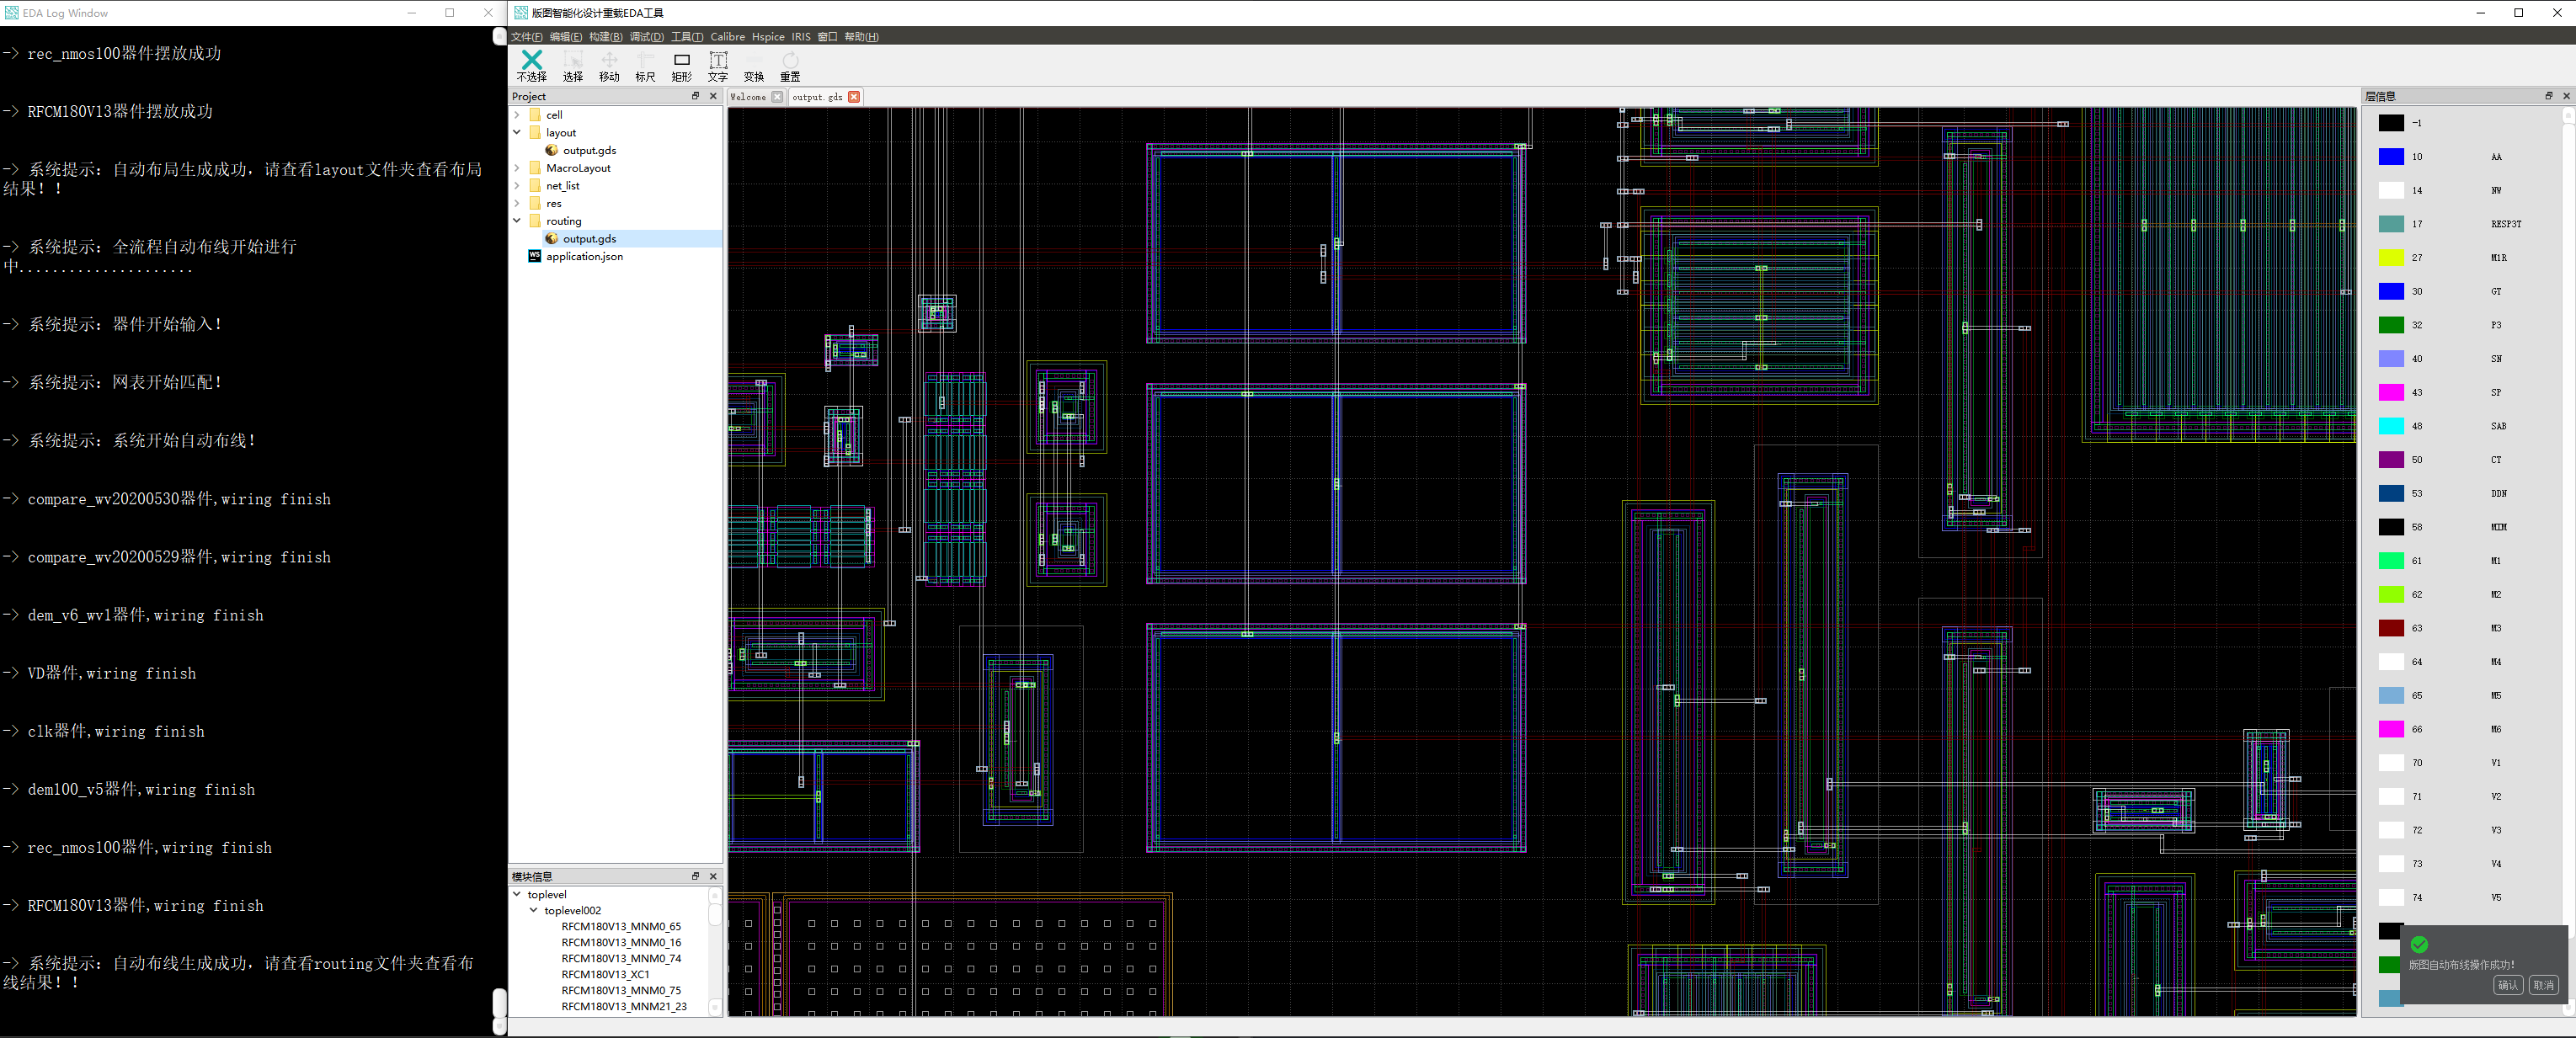 EDA Log Window
-> rec_nmos100器件摆放成功
-> RFCM180V13器件摆放成功
-> 系统提示: 自动布局生成成功, 请查看layout文件夹查看布局
结果! !
-> 系统提示: 全流程自动布线开始进行
中.....................
-> 系统提示: 器件开始输入!
-> 系统提示: 网表开始匹配!
-> 系统提示: 系统开始自动布线!
-> compare_wv20200530器件,wiring finish
-> compare_wv20200529器件,wiring finish
-> dem_v6_wv1器件,wiring finish
-> VD器件,wiring finish
-> clk器件,wiring finish
-> dem100_v5器件,wiring finish
-> rec_nmos100器件,wiring finish
-> RFCM180V13器件,wiring finish
-> 系统提示: 自动布线生成成功, 请查看routing文件夹查看布
线结果! !
版图智能化设计重载EDA工具
文件(F) 编辑(E) 构建(B) 调试(D) 工具(T) Calibre Hspice IRIS 窗口 帮助(H)
不选择 选择 移动 标尺 矩形 文字 变换 重置
Project
cell
layout
output.gds
MacroLayout
net_list
res
routing
output.gds
application.json
模块信息
toplevel
toplevel002
RFCM180V13_MNM0_65
RFCM180V13_MNM0_16
RFCM180V13_MNM0_74
RFCM180V13_XC1
RFCM180V13_MNM0_75
RFCM180V13_MNM21_23
Welcome output.gds
层信息
-1
10 AA
14 NW
17 RESP3T
27 M1R
30 GT
32 P3
40 SN
43 SP
48 SAB
50 CT
53 DDN
58 MIM
61 M1
62 M2
63 M3
64 M4
65 M5
66 M6
70 V1
71 V2
72 V3
73 V4
74 V5
版图自动布线操作成功!
确认 取消